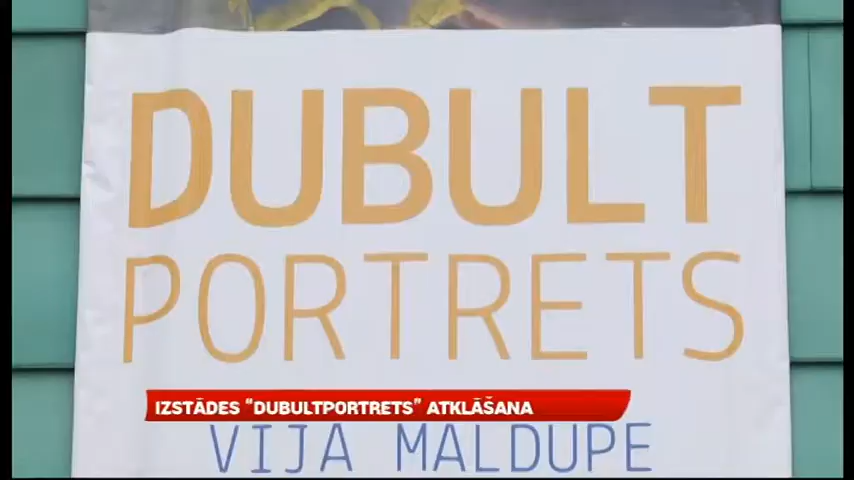 DUBULT
PORTRETS
IZSTĀDES "DUBULTPORTRETS" ATKLĀŠANA
VIJA MALDUPE